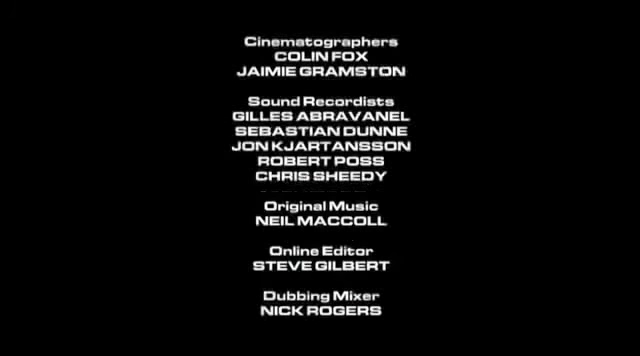 Cinematographers
COLIN FOX
JAIMIE GRAMSTON
Sound Recordists
GILLES ABRAVANEL
SEBASTIAN DUNNE
JON KJARTANSSON
ROBERT POSS
CHRIS SHEEDY
Original Music
NEIL MACCOLL
Online Editor
STEVE GILBERT
Dubbing Mixer
NICK ROGERS